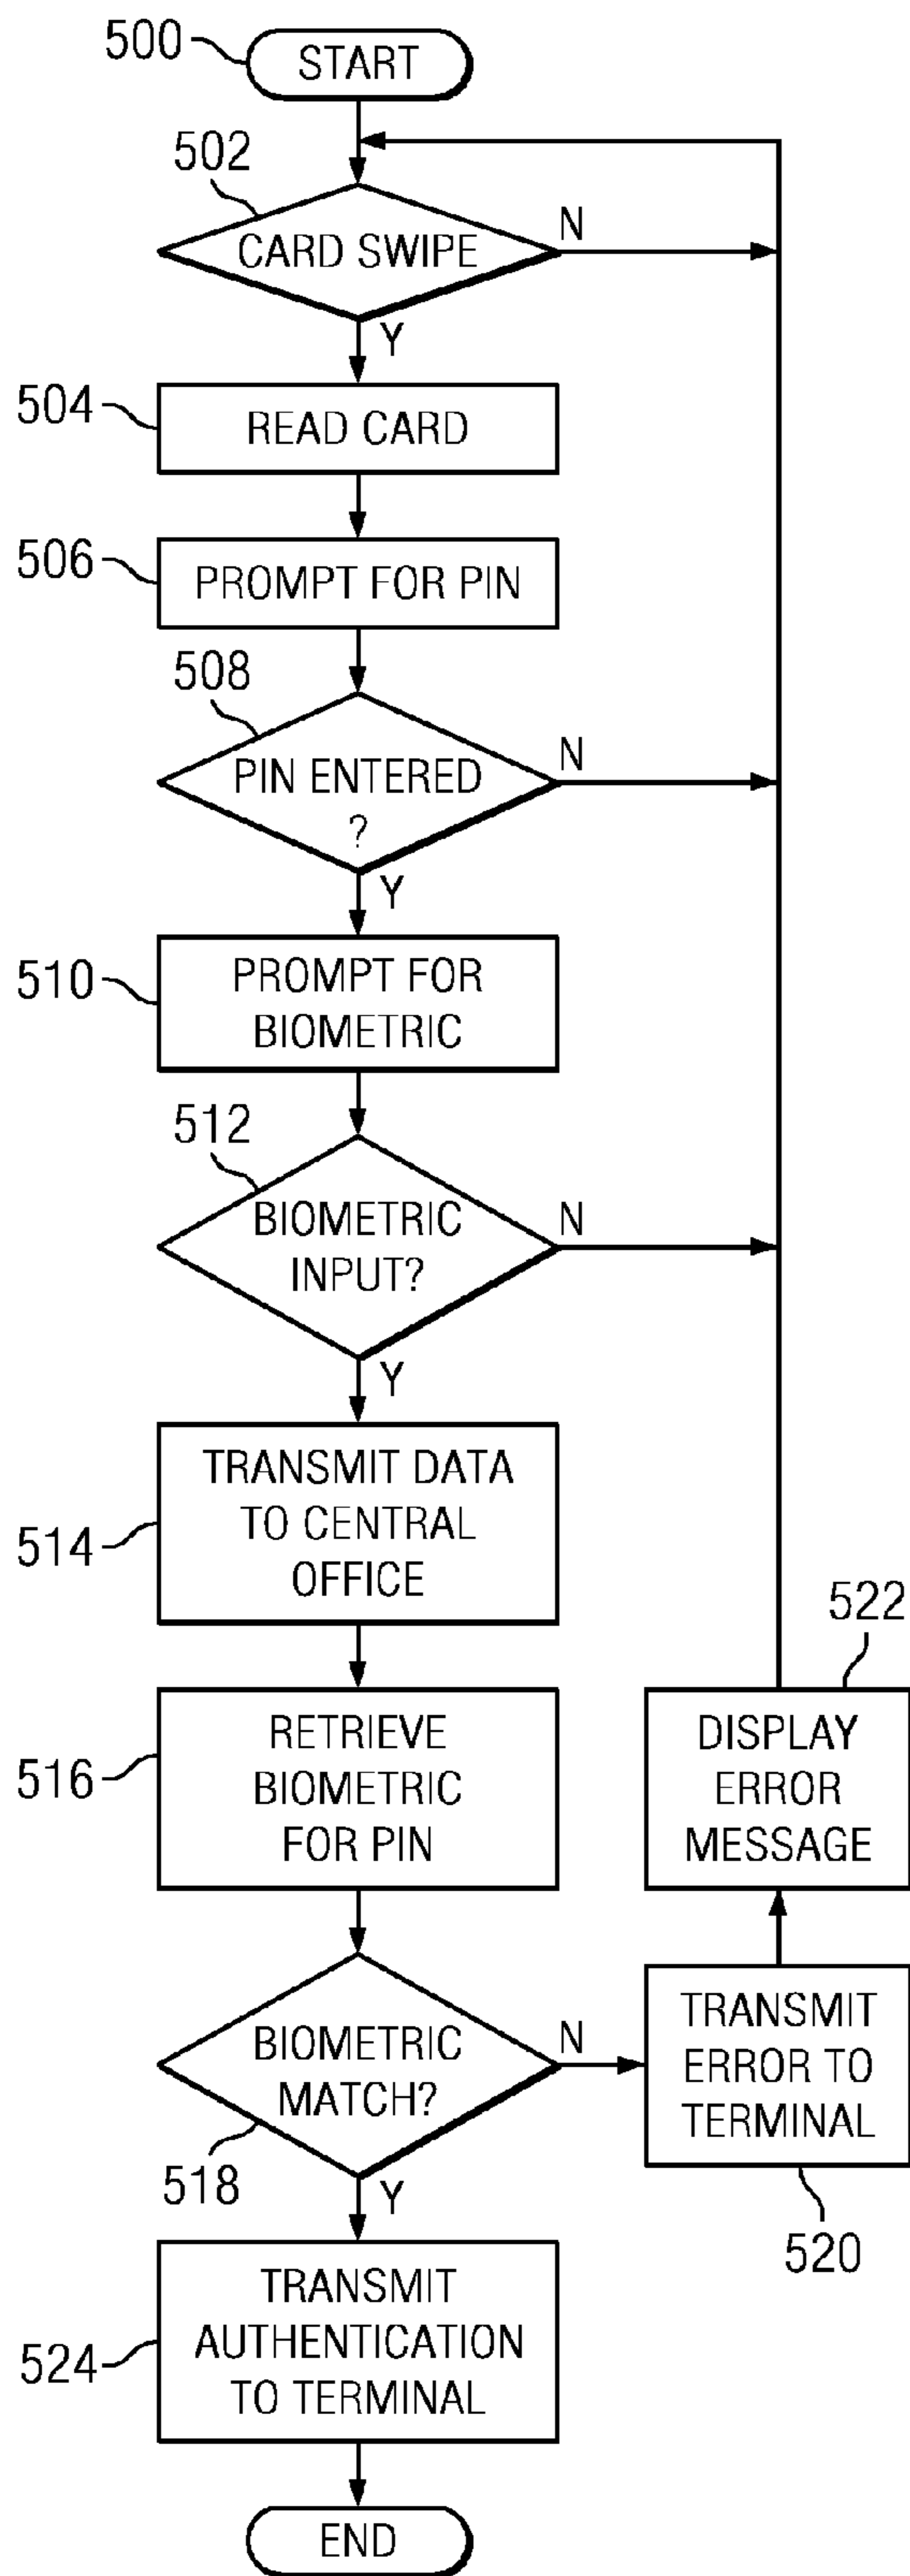 500
START
502
CARD SWIPE
N
Y
504
READ CARD
506
PROMPT FOR PIN
508
PIN ENTERED
?
N
Y
510
PROMPT FOR
BIOMETRIC
512
BIOMETRIC
INPUT?
N
Y
514
TRANSMIT DATA
TO CENTRAL
OFFICE
516
RETRIEVE
BIOMETRIC
FOR PIN
522
DISPLAY
ERROR
MESSAGE
BIOMETRIC
MATCH?
518
N
Y
TRANSMIT
ERROR TO
TERMINAL
520
524
TRANSMIT
AUTHENTICATION
TO TERMINAL
END